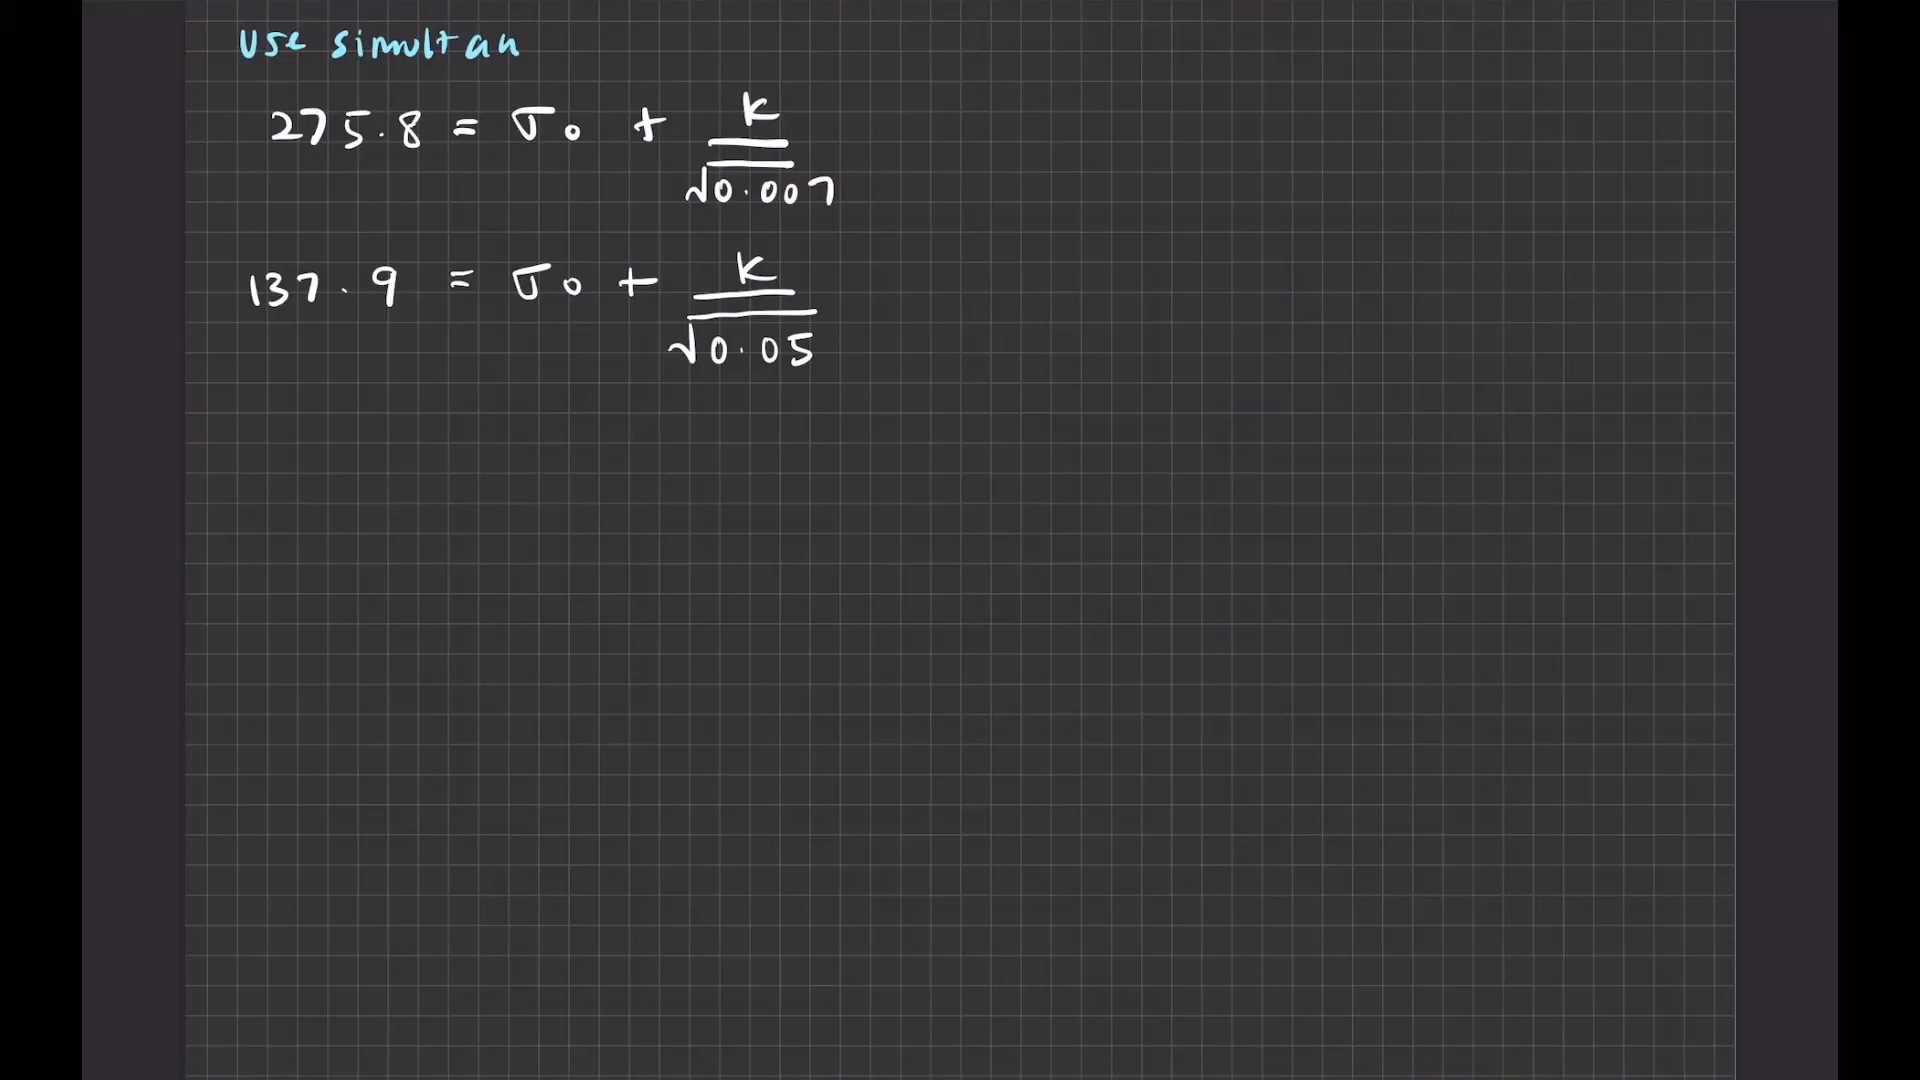 Use simultan
275.8 = σ₀ + k/√0.007
137.9 = σ₀ + k/√0.05